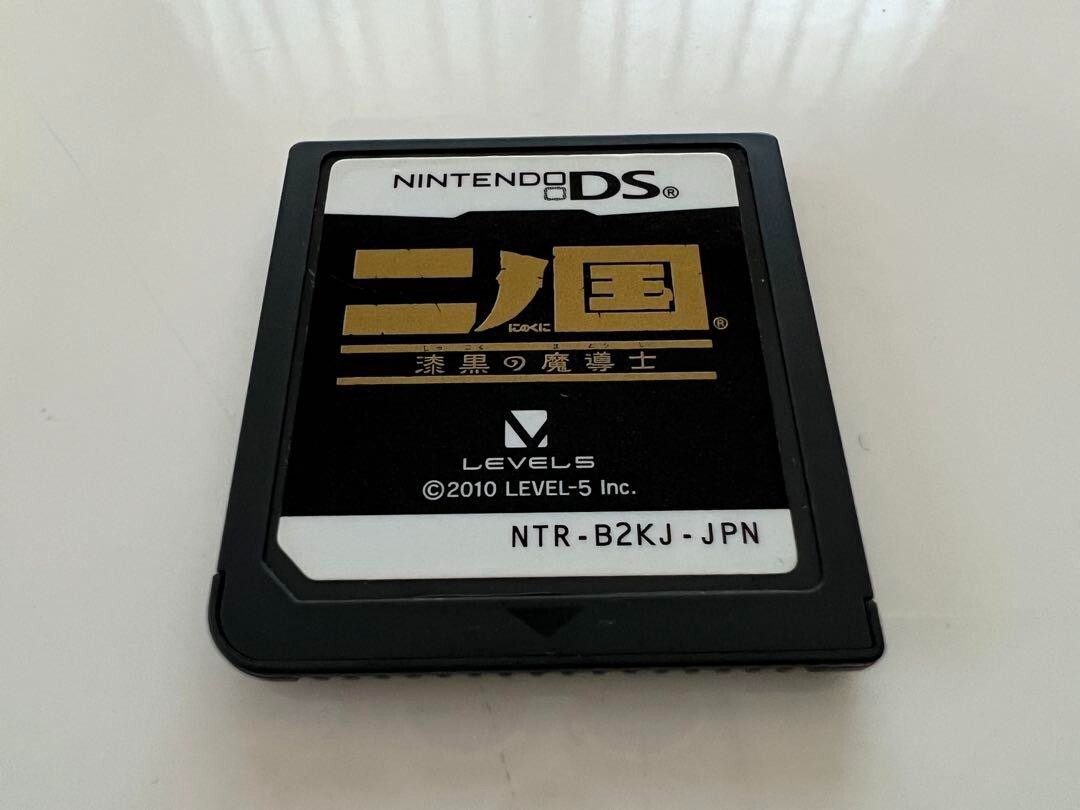 NINTENDO DS®
二ノ国®
にのくに
しっこく まどうし
漆黒の魔導士
LEVEL5
©2010 LEVEL-5 Inc.
NTR-B2KJ-JPN